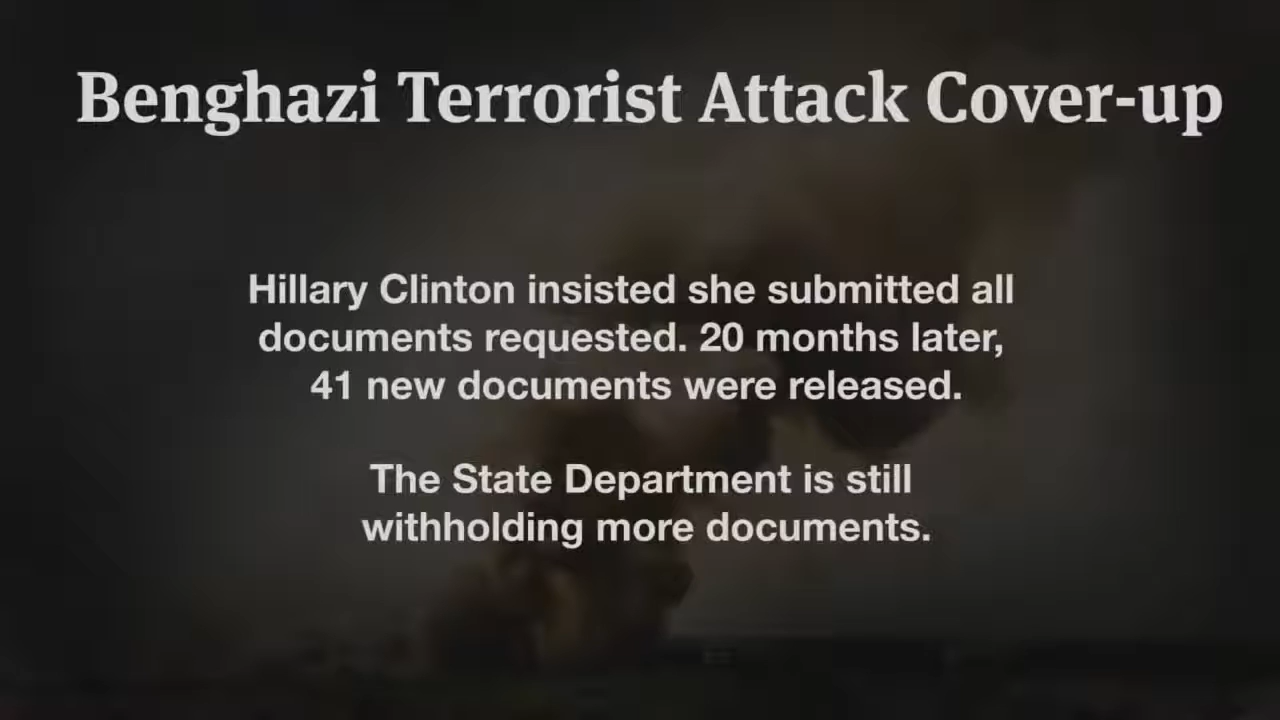 Benghazi Terrorist Attack Cover-up
Hillary Clinton insisted she submitted all
documents requested. 20 months later,
41 new documents were released.
The State Department is still
withholding more documents.